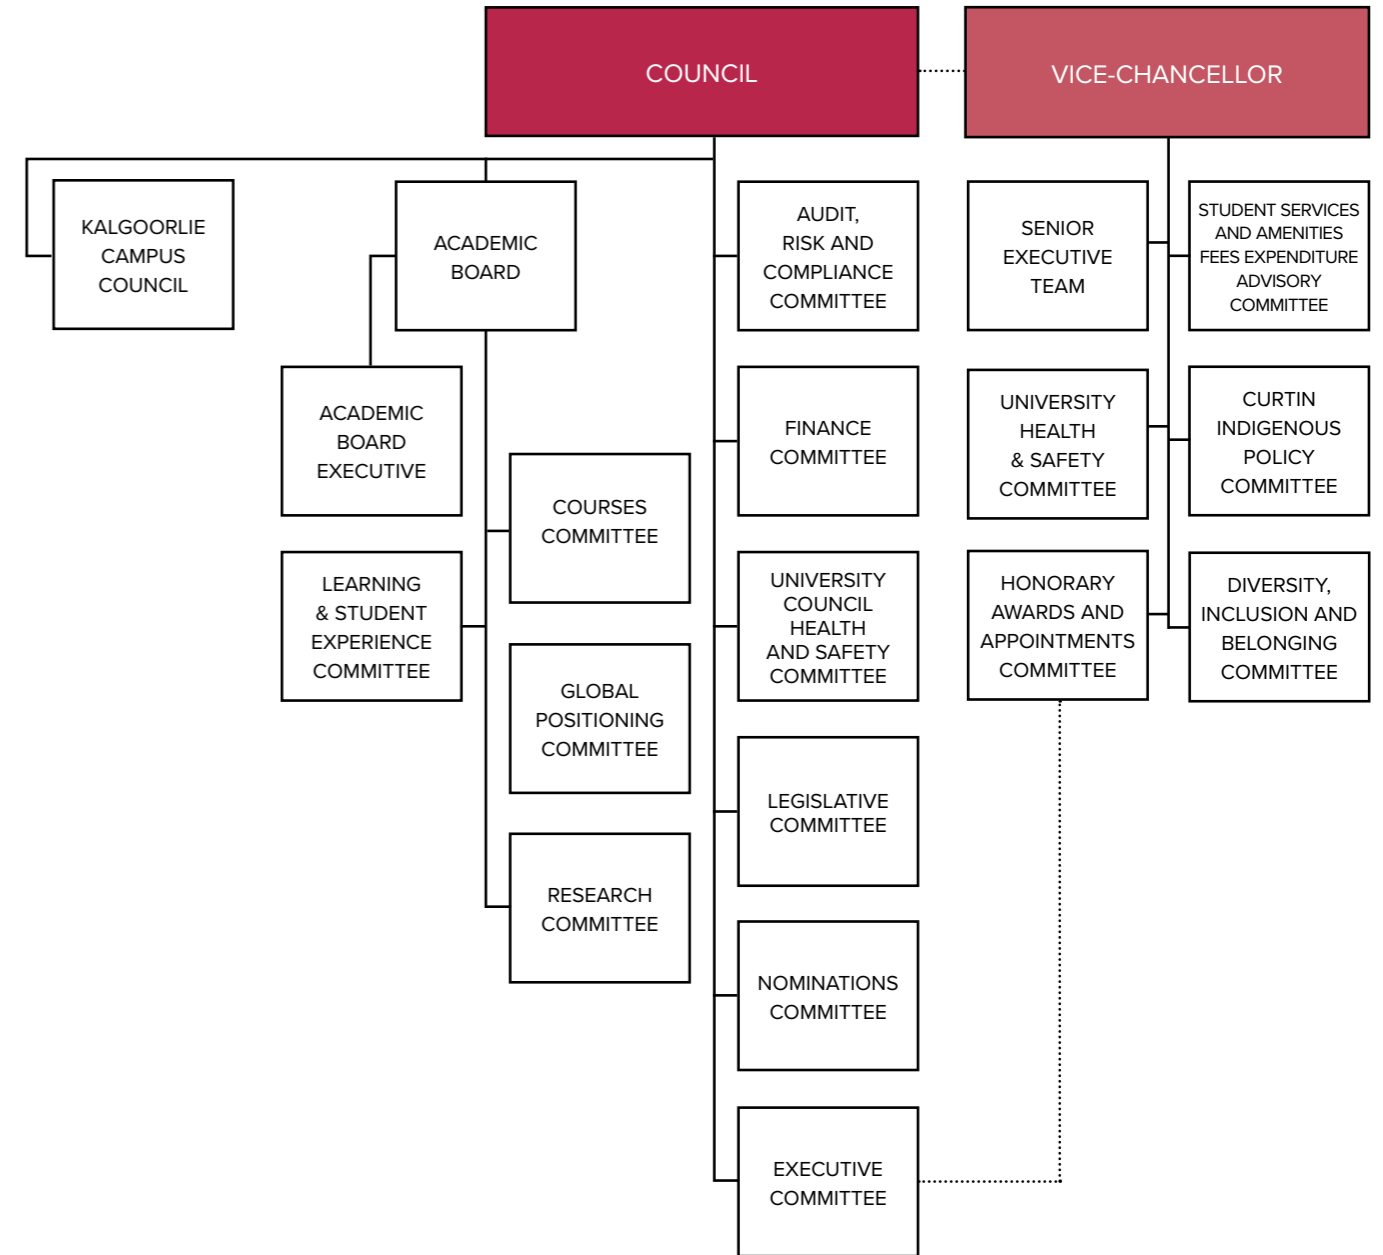 COUNCIL
VICE-CHANCELLOR
KALGOORLIE
CAMPUS
COUNCIL
ACADEMIC
BOARD
AUDIT,
RISK AND
COMPLIANCE
COMMITTEE
SENIOR
EXECUTIVE
TEAM
STUDENT SERVICES
AND AMENITIES
FEES EXPENDITURE
ADVISORY
COMMITTEE
ACADEMIC
BOARD
EXECUTIVE
FINANCE
COMMITTEE
UNIVERSITY
HEALTH
& SAFETY
COMMITTEE
CURTIN
INDIGENOUS
POLICY
COMMITTEE
COURSES
COMMITTEE
LEARNING
& STUDENT
EXPERIENCE
COMMITTEE
UNIVERSITY
COUNCIL
HEALTH
AND SAFETY
COMMITTEE
HONORARY
AWARDS AND
APPOINTMENTS
COMMITTEE
DIVERSITY,
INCLUSION AND
BELONGING
COMMITTEE
GLOBAL
POSITIONING
COMMITTEE
LEGISLATIVE
COMMITTEE
RESEARCH
COMMITTEE
NOMINATIONS
COMMITTEE
EXECUTIVE
COMMITTEE